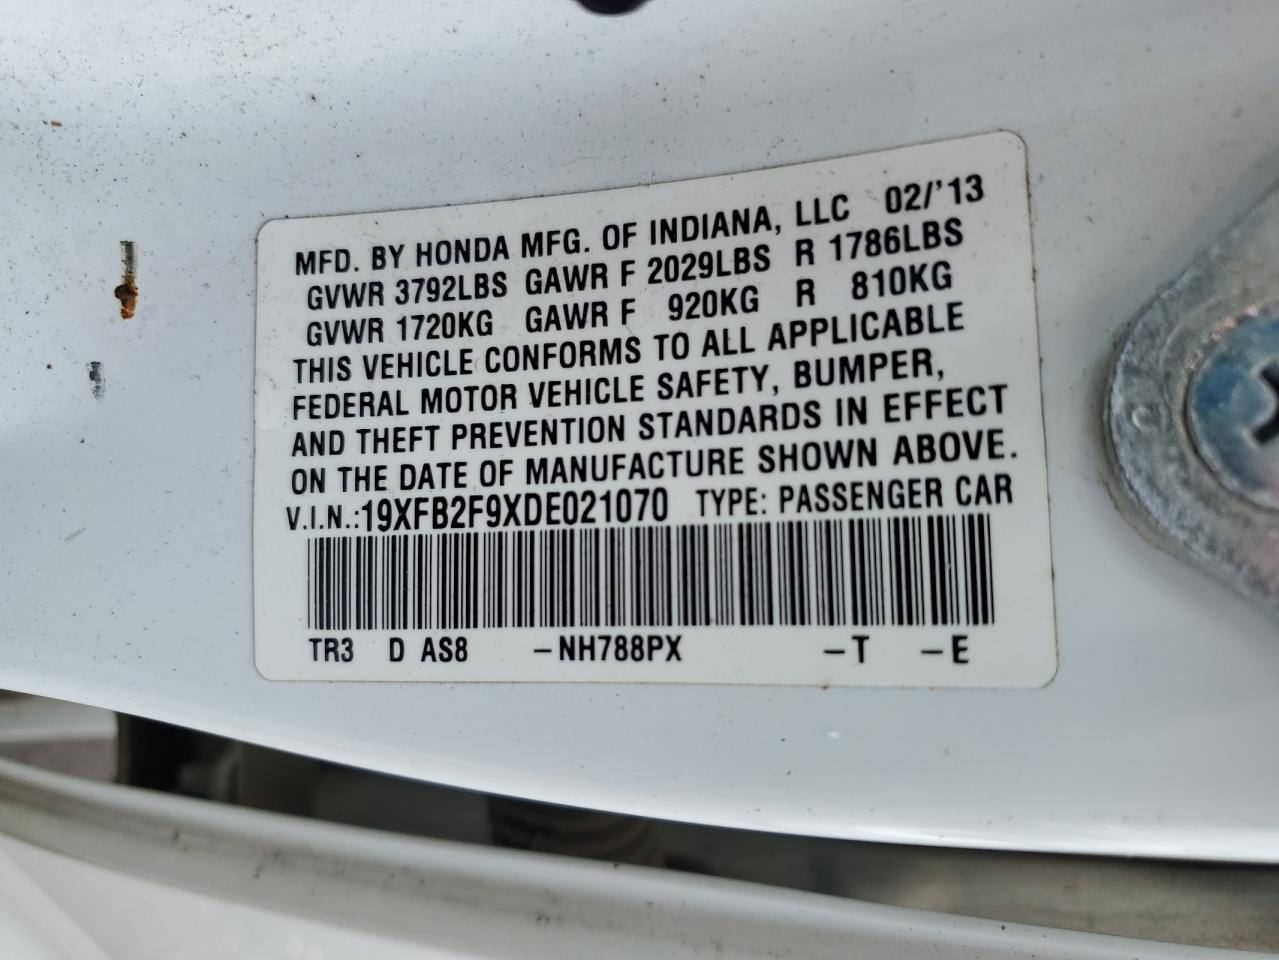 MFD. BY HONDA MFG. OF INDIANA, LLC 02/'13
GVWR 3792LBS GAWR F 2029LBS R 1786LBS
GVWR 1720KG GAWR F 920KG R 810KG
THIS VEHICLE CONFORMS TO ALL APPLICABLE
FEDERAL MOTOR VEHICLE SAFETY, BUMPER,
AND THEFT PREVENTION STANDARDS IN EFFECT
ON THE DATE OF MANUFACTURE SHOWN ABOVE.
V.I.N.:19XFB2F9XDE021070 TYPE: PASSENGER CAR
TR3 D AS8 –NH788PX –T –E